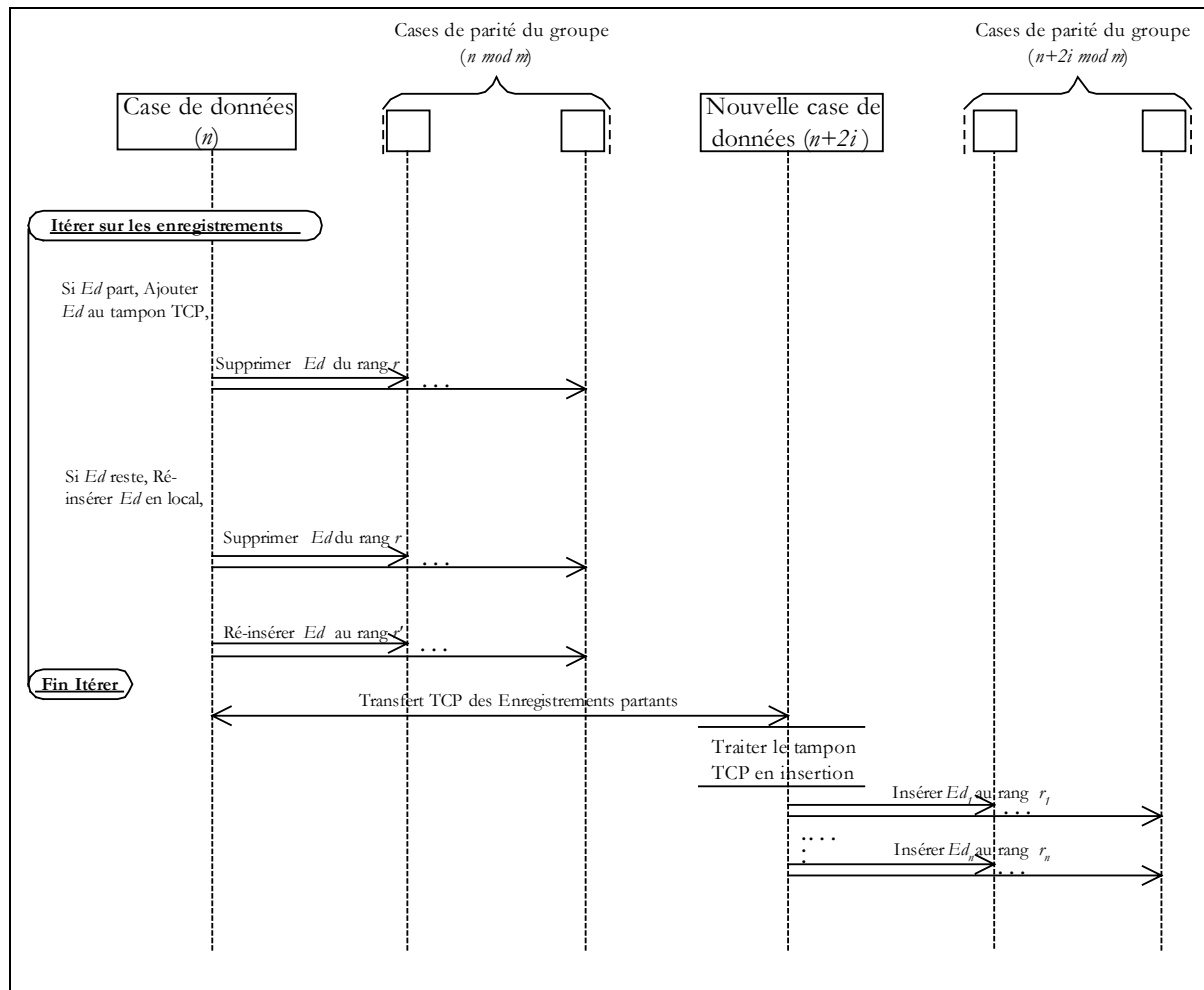 Cases de parité du groupe
(n mod m)
Cases de parité du groupe
(n+2i mod m)
Case de données
(n)
Nouvelle case de
données (n+2i )
Itérer sur les enregistrements
Si Ed part, Ajouter
Ed au tampon TCP,
Supprimer Ed du rang r
. . .
Si Ed reste, Ré-
insérer Ed en local,
Supprimer Ed du rang r
. . .
Ré-insérer Ed au rang r'
. . .
Fin Itérer
Transfert TCP des Enregistrements partants
Traiter le tampon
TCP en insertion
Insérer Ed1 au rang r1
. . .
Insérer Edn au rang rn
. . .